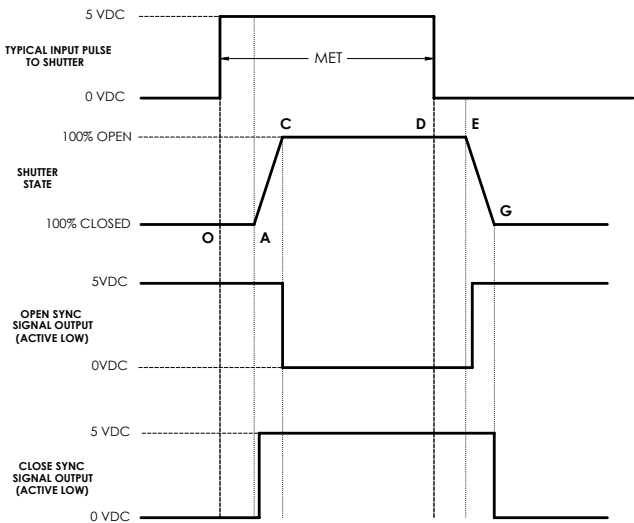 5 VDC
TYPICAL INPUT PULSE
TO SHUTTER
MET
0 VDC
C
D
E
100% OPEN
SHUTTER
STATE
G
100% CLOSED
O
A
5VDC
OPEN SYNC
SIGNAL OUTPUT
(ACTIVE LOW)
0VDC
5 VDC
CLOSE SYNC
SIGNAL OUTPUT
(ACTIVE LOW)
0 VDC